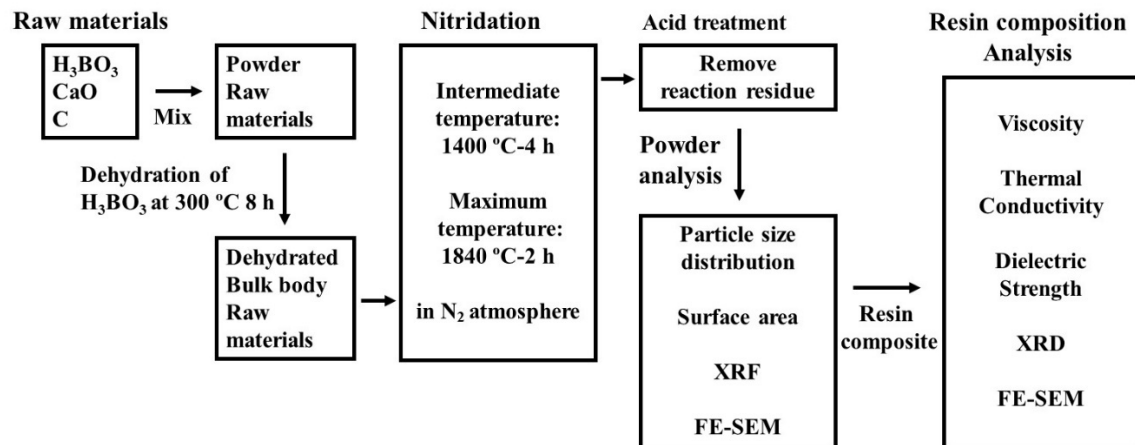 Raw materials
H₃BO₃
CaO
C
Mix
Powder
Raw
materials
Dehydration of
H₃BO₃ at 300 ºC 8 h
Dehydrated
Bulk body
Raw
materials
Nitridation
Intermediate
temperature:
1400 ºC-4 h
Maximum
temperature:
1840 ºC-2 h
in N₂ atmosphere
Acid treatment
Remove
reaction residue
Powder
analysis
Particle size
distribution
Surface area
XRF
FE-SEM
Resin
composite
Resin composition
Analysis
Viscosity
Thermal
Conductivity
Dielectric
Strength
XRD
FE-SEM